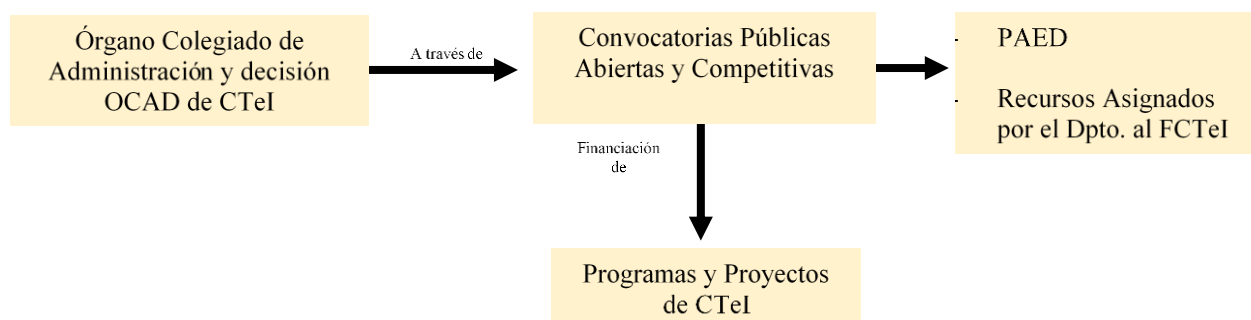 Órgano Colegiado de
Administración y decisión
OCAD de CTeI
A través de
Convocatorias Públicas
Abiertas y Competitivas
- PAED
- Recursos Asignados
por el Dpto. al FCTeI
Financiación
de
Programas y Proyectos
de CTeI